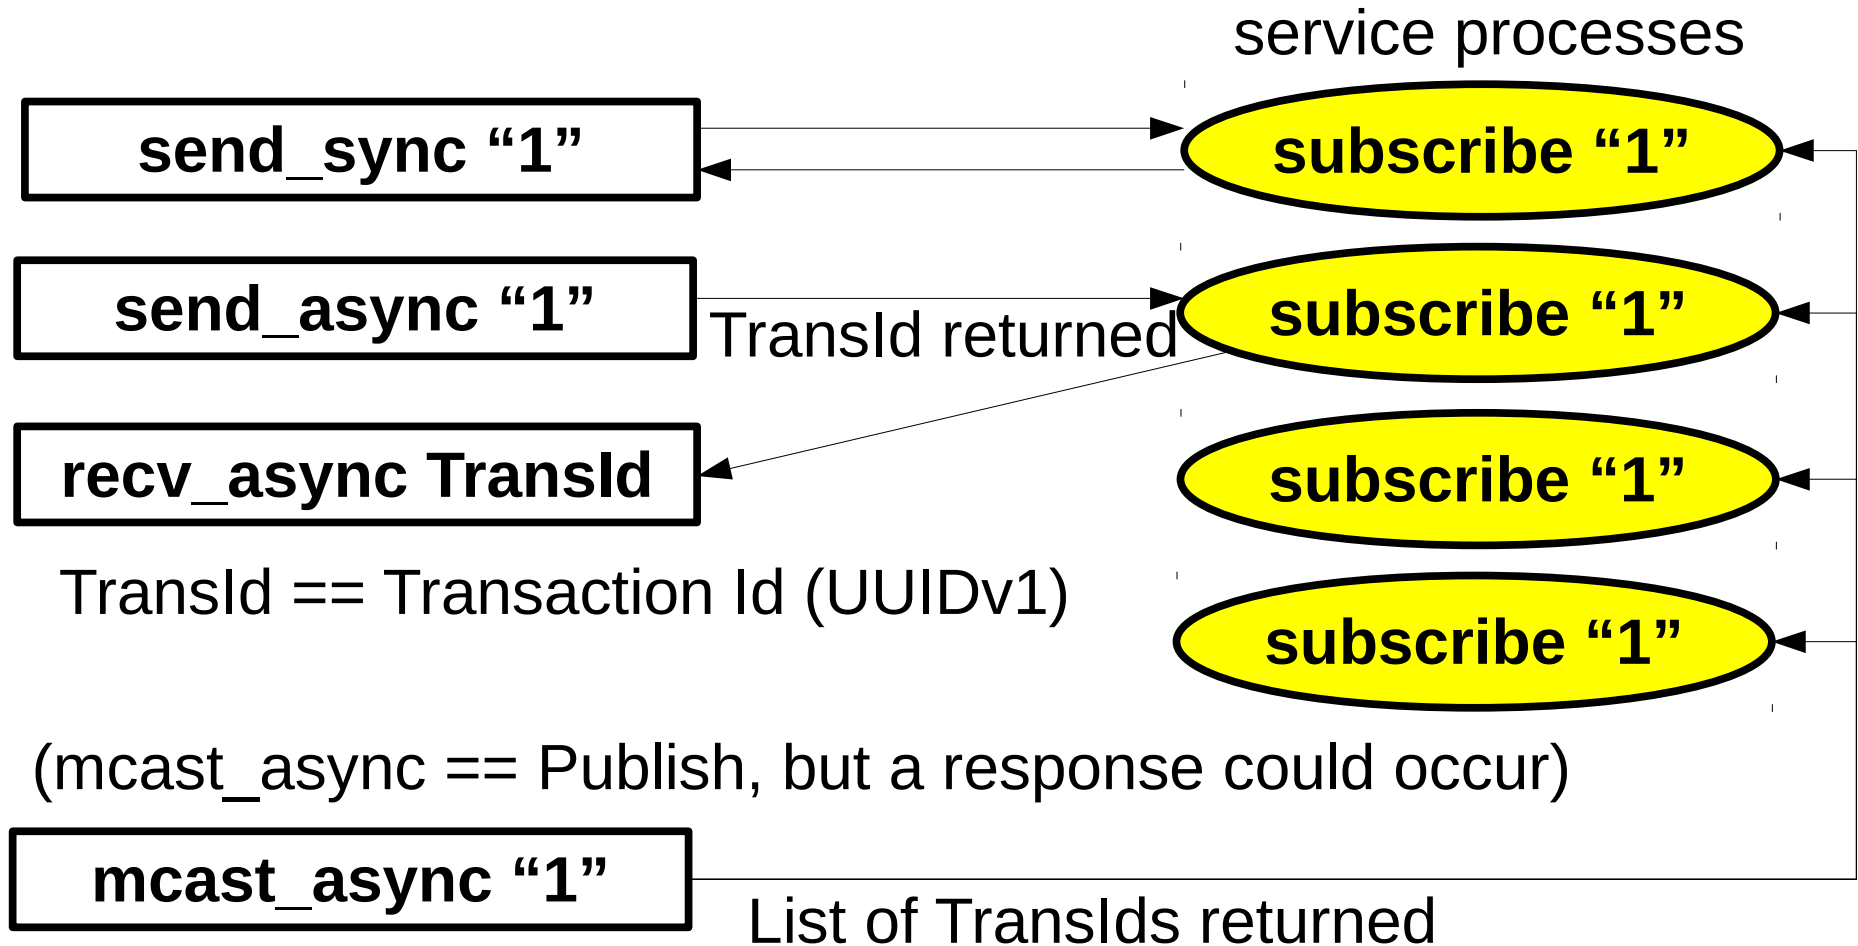 service processes
send_sync “1”
subscribe “1”
send_async “1”
TransId returned
subscribe “1”
recv_async TransId
subscribe “1”
TransId == Transaction Id (UUIDv1)
subscribe “1”
(mcast_async == Publish, but a response could occur)
mcast_async “1”
List of TransIds returned